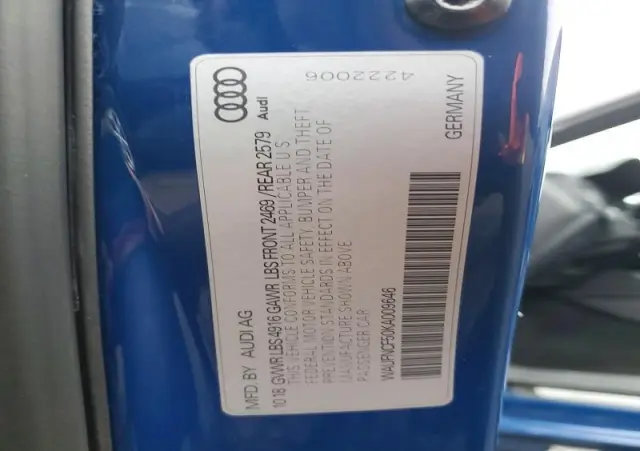 MFD.BY AUDI AG
Audi
10 18 GVWR LBS 4916 GAWR LBS FRONT 2469 /REAR 2579
THIS VEHICLE CONFORMS TO ALL APPLICABLE U S
FEDERAL MOTOR VEHICLE SAFETY, BUMPER AND THEFT
PREVENTION STANDARDS IN EFFECT ON THE DATE OF
MANUFACTURE SHOWN ABOVE
PASSENGER CAR
WAUPNCF50KA009646
GERMANY
4222006